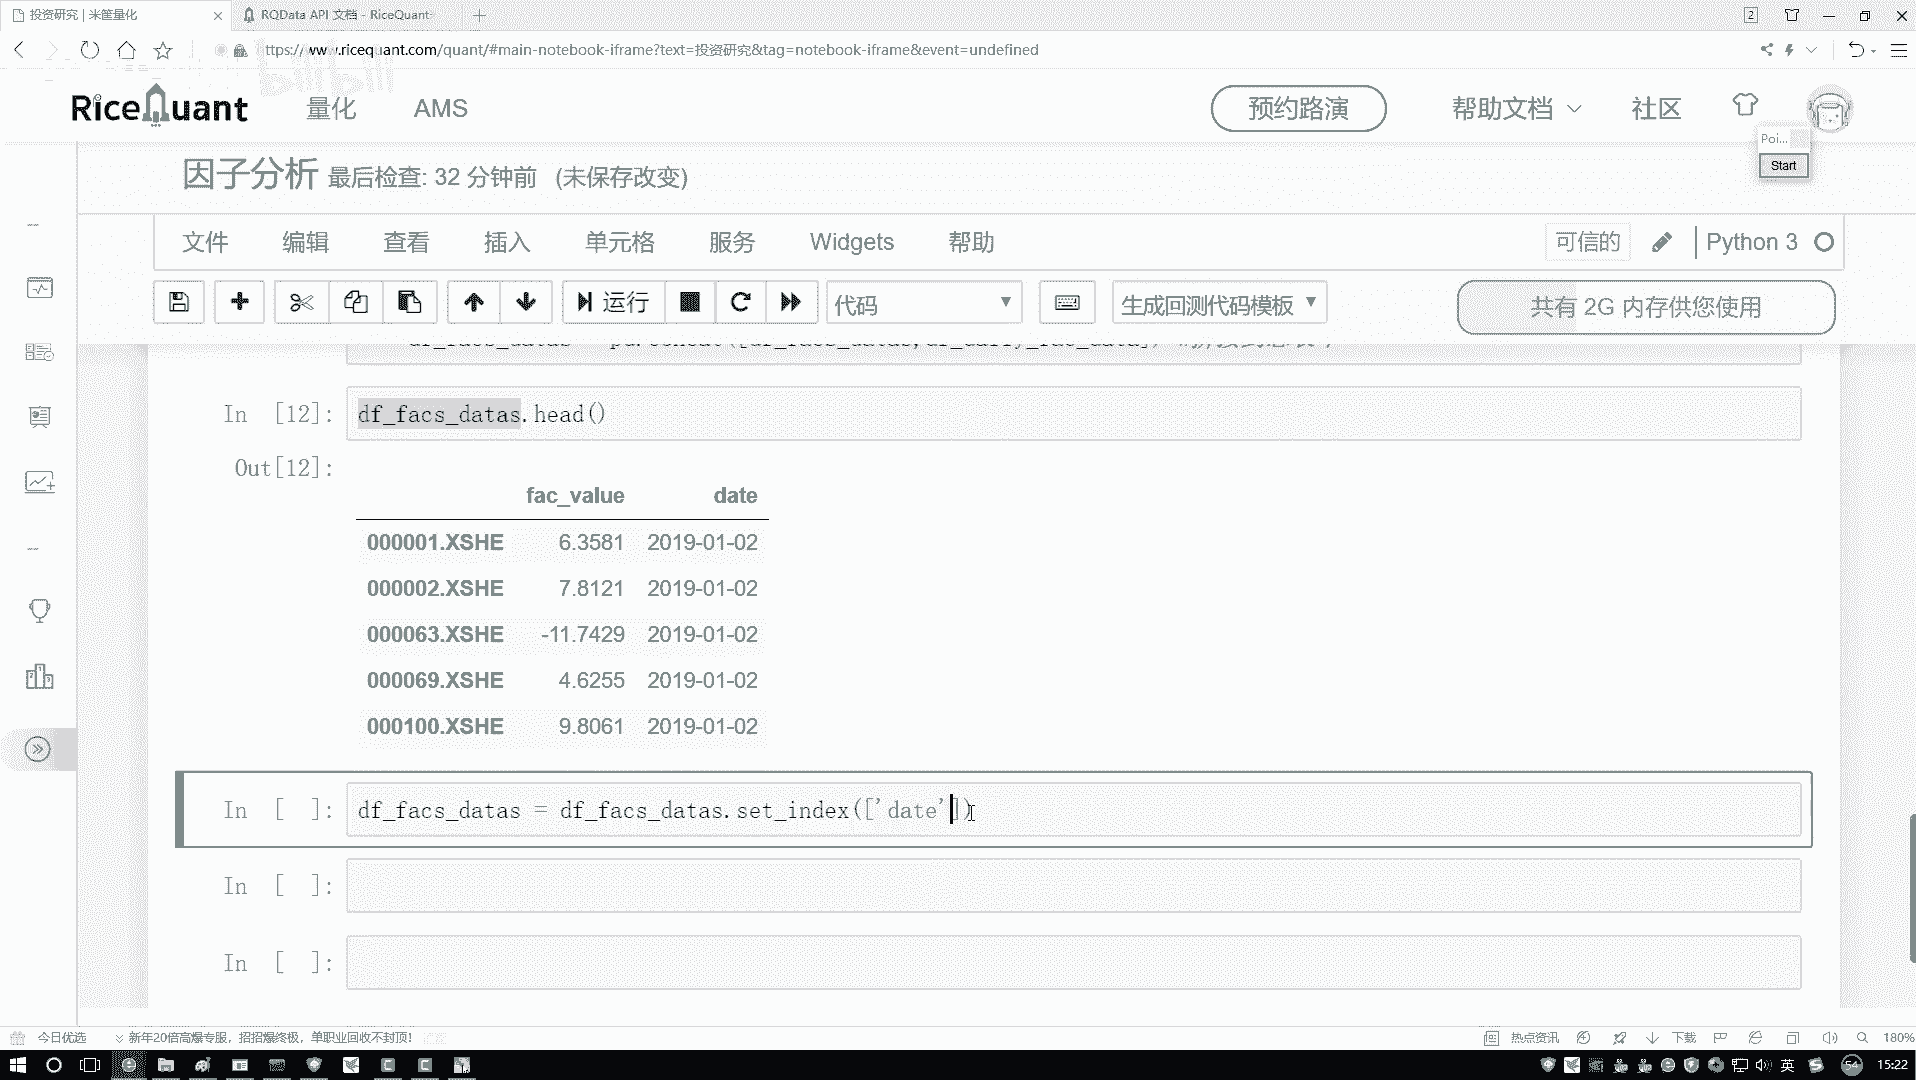 投资研究 | 米筐量化
RQData API 文档 - RiceQuant
2
ttps://www.ricequant.com/quant/#main-notebook-iframe?text=投资研究&tag=notebook-iframe&event=undefined
bilibili
RiceQuant
量化
AMS
预约路演
帮助文档
社区
Poi...
Start
因子分析 最后检查: 32 分钟前 (未保存改变)
文件
编辑
查看
插入
单元格
服务
Widgets
帮助
可信的
Python 3
运行
代码
生成回测代码模板
共有 2G 内存供您使用
In [12]:
df_facs_datas.head()
Out[12]:
fac_value date
000001.XSHE 6.3581 2019-01-02
000002.XSHE 7.8121 2019-01-02
000063.XSHE -11.7429 2019-01-02
000069.XSHE 4.6255 2019-01-02
000100.XSHE 9.8061 2019-01-02
In [ ]:
df_facs_datas = df_facs_datas.set_index(['date'])
In [ ]:
In [ ]:
今日优选
新年20倍高爆专服，招招爆终极，单职业回收不封顶！
热点资讯
下载
180%
英
54
15:22